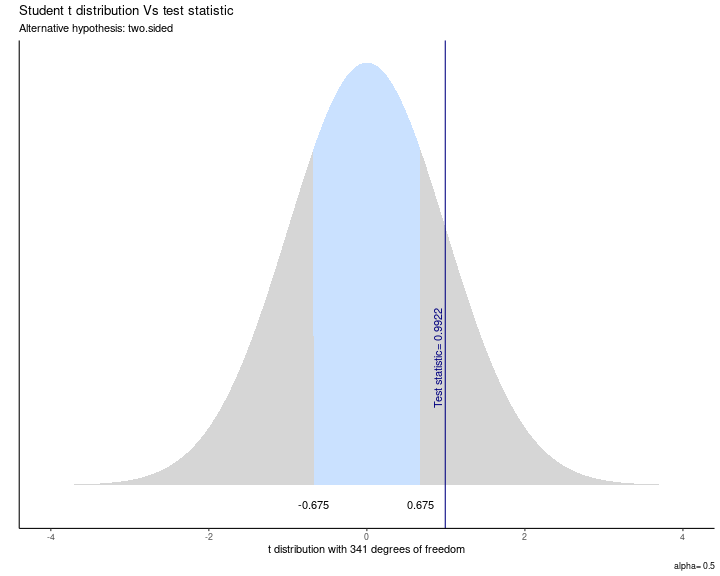 Student t distribution Vs test statistic
Alternative hypothesis: two.sided
Test statistic= 0.9922
-0.675 0.675
-4 -2 0 2 4
t distribution with 341 degrees of freedom
alpha= 0.5